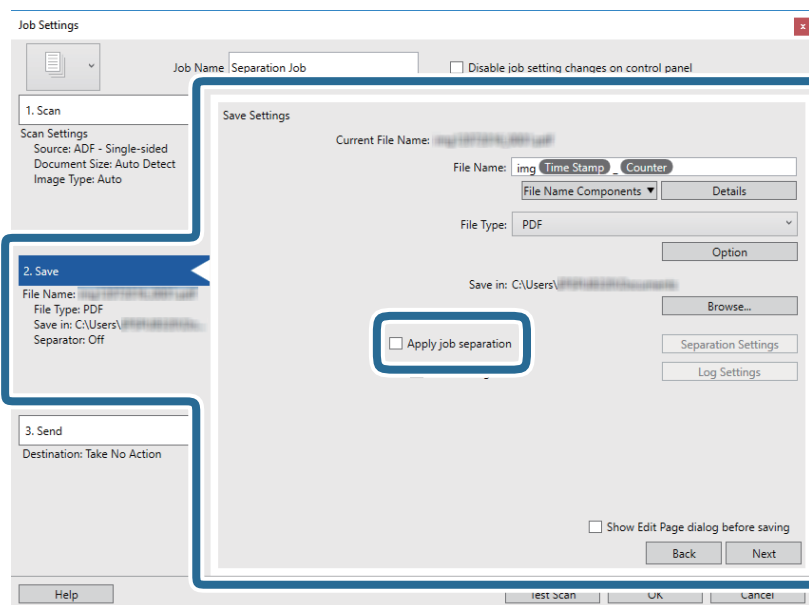 Job Settings
x
Job Name Separation Job
Disable job setting changes on control panel
1. Scan
Scan Settings
Source: ADF - Single-sided
Document Size: Auto Detect
Image Type: Auto
Save Settings
Current File Name:
File Name: img Time Stamp _ Counter
File Name Components ▼ Details
File Type: PDF
Option
2. Save
File Name:
File Type: PDF
Save in: C:\Users\
Separator: Off
Save in: C:\Users\
Browse...
Apply job separation
Separation Settings
Log Settings
3. Send
Destination: Take No Action
Show Edit Page dialog before saving
Back Next
Help Test Scan OK Cancel